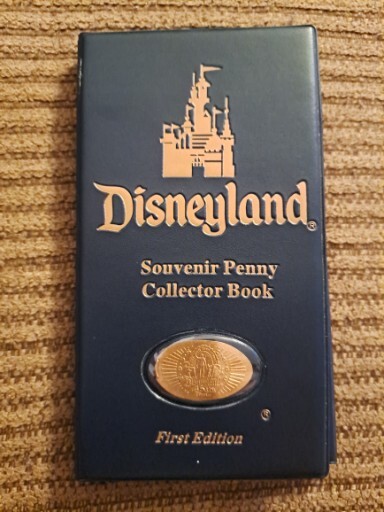 Disneyland®
Souvenir Penny
Collector Book
®
First Edition